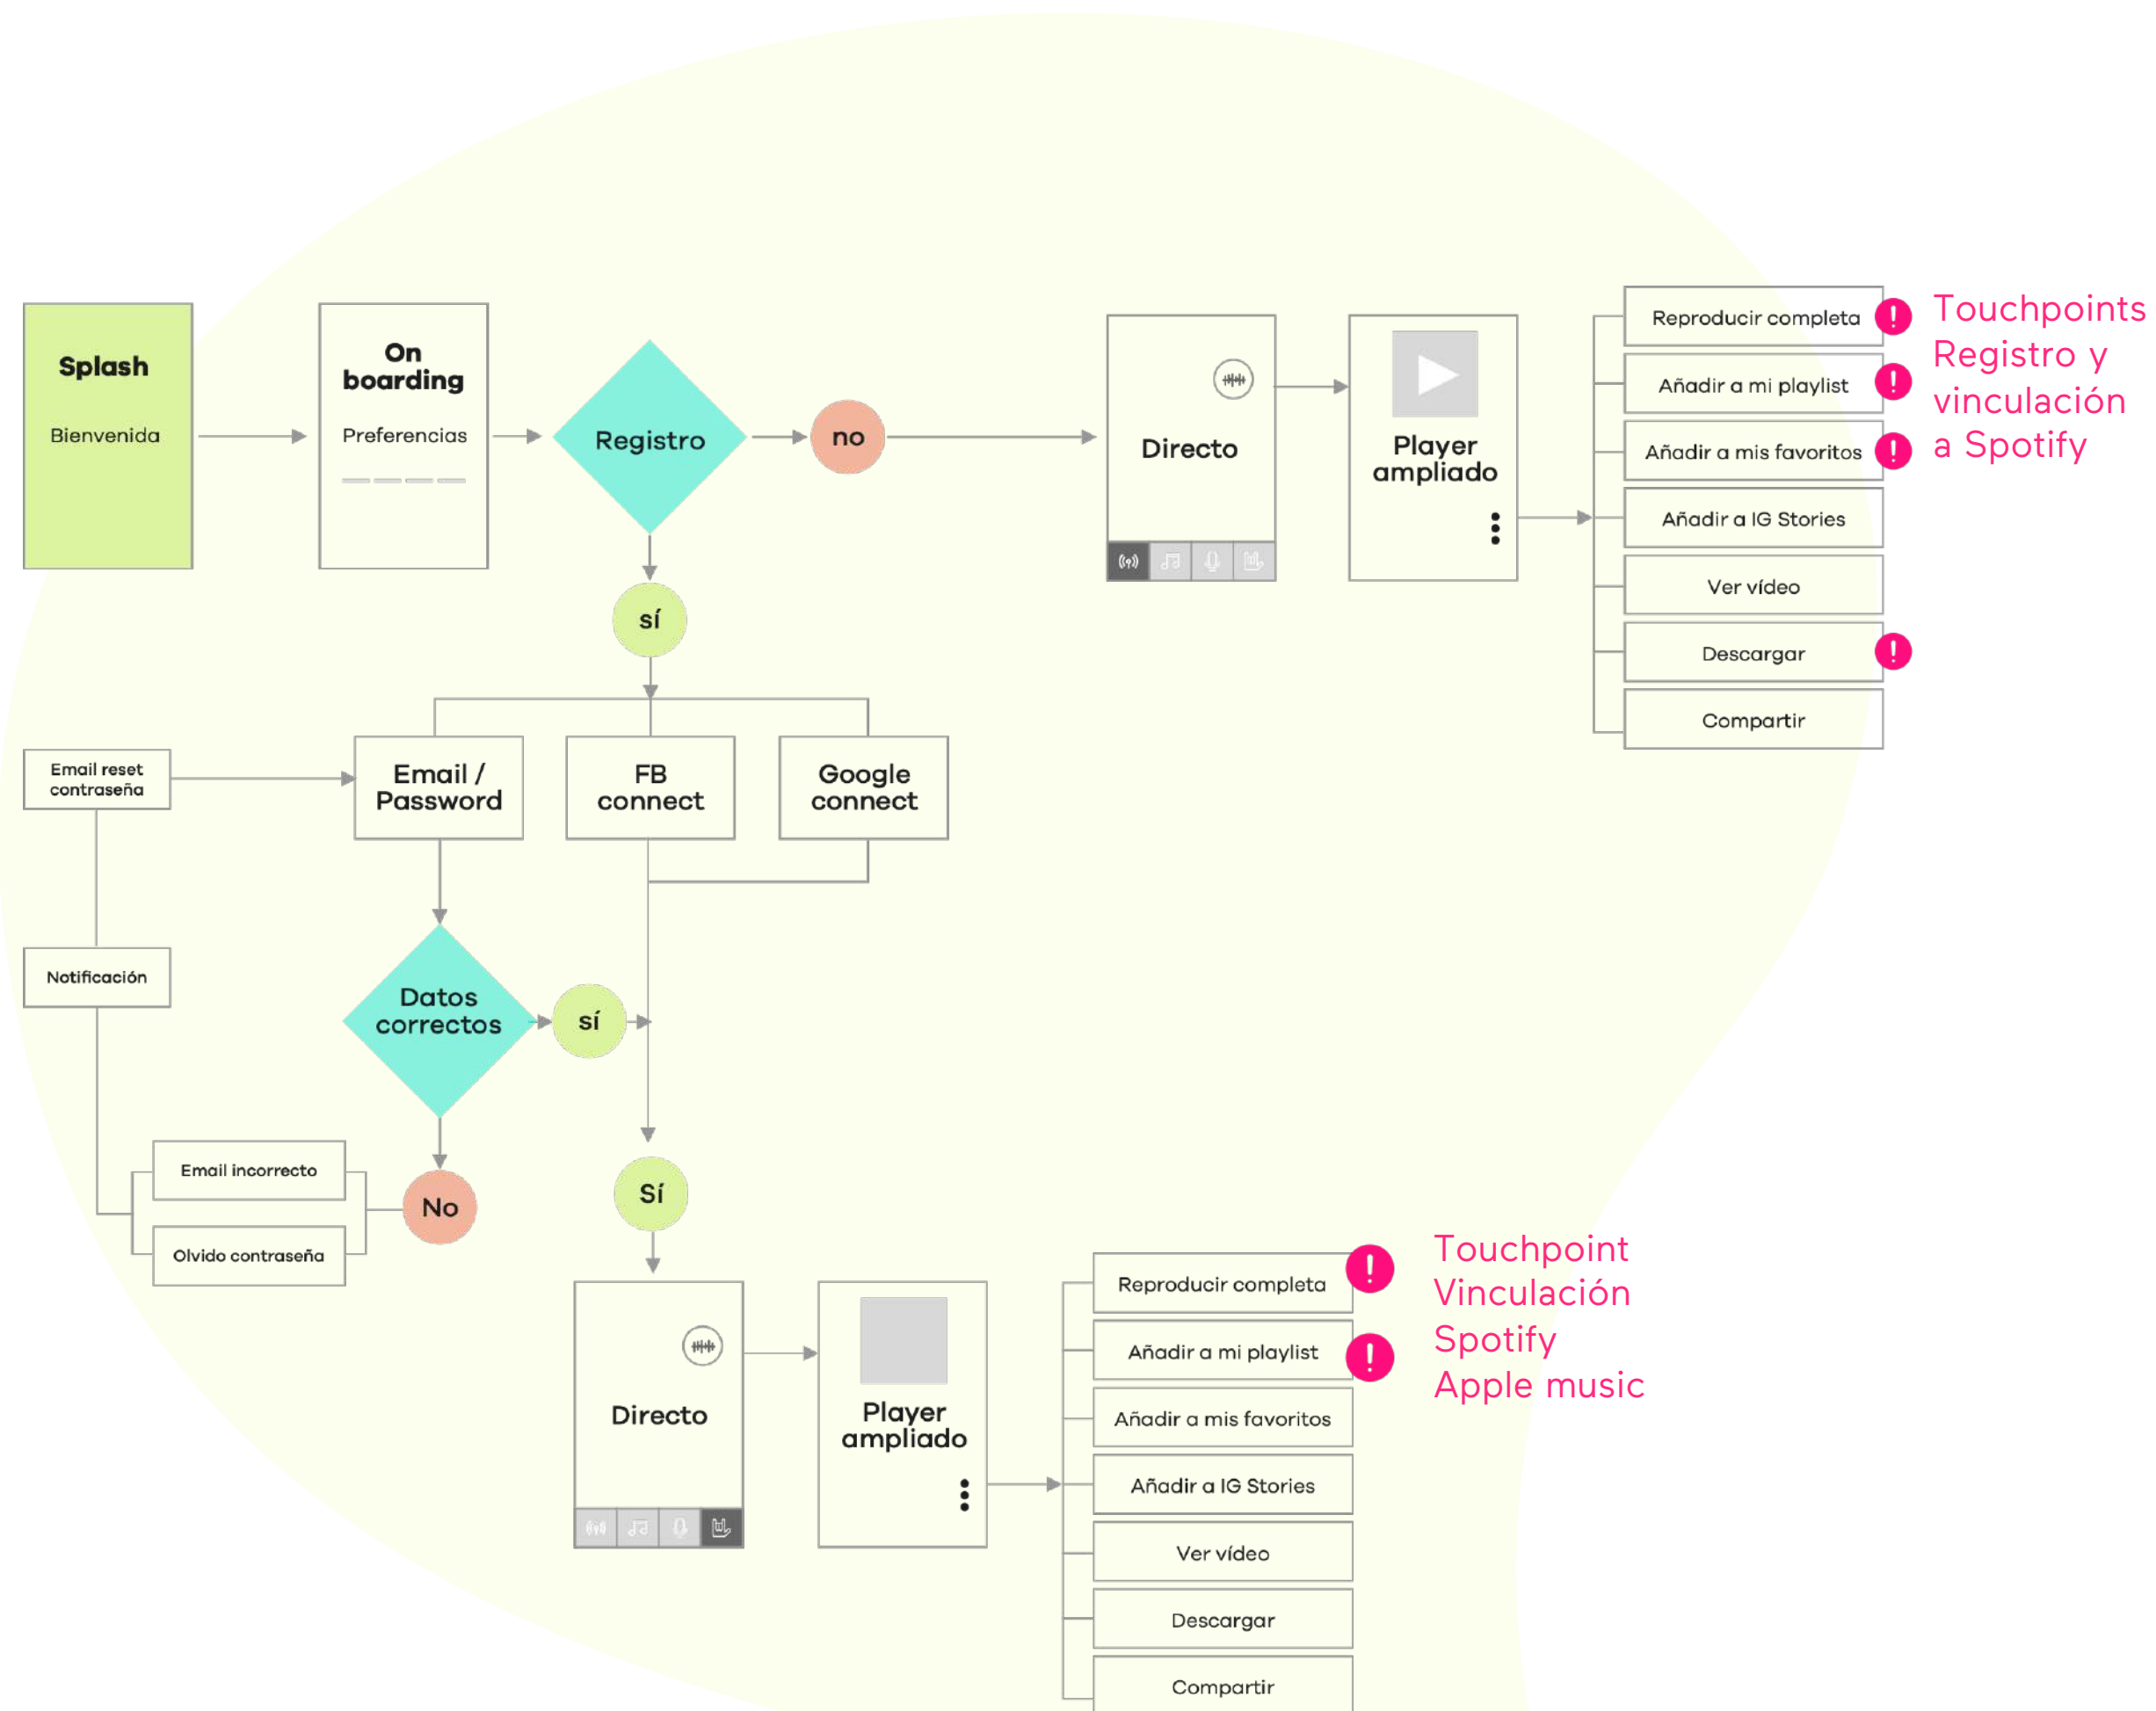 Splash
Bienvenida
On
boarding
Preferencias
Registro
no
Directo
Player
ampliado
Reproducir completa
Añadir a mi playlist
Añadir a mis favoritos
Añadir a IG Stories
Ver vídeo
Descargar
Compartir
Touchpoints
Registro y
vinculación
a Spotify
sí
Email reset
contraseña
Email /
Password
FB
connect
Google
connect
Notificación
Datos
correctos
sí
Email incorrecto
Olvido contraseña
No
Sí
Directo
Player
ampliado
Reproducir completa
Añadir a mi playlist
Añadir a mis favoritos
Añadir a IG Stories
Ver vídeo
Descargar
Compartir
Touchpoint
Vinculación
Spotify
Apple music